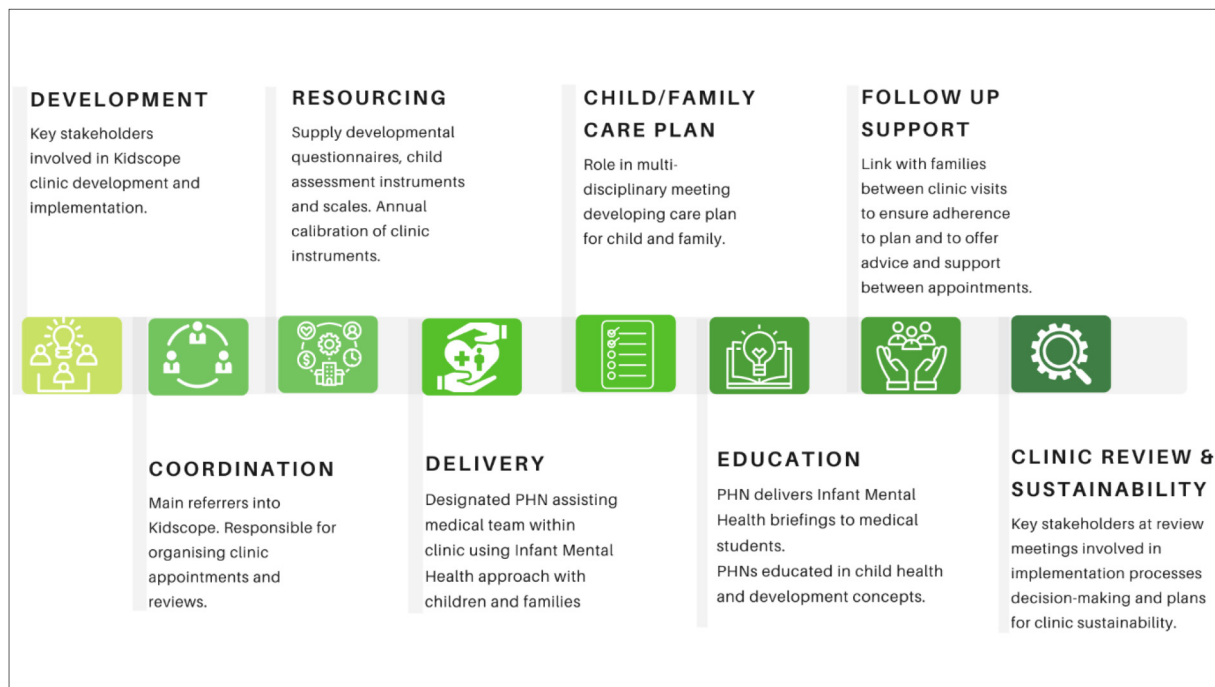 DEVELOPMENT
Key stakeholders
involved in Kidscope
clinic development and
implementation.
COORDINATION
Main referrers into
Kidscope. Responsible for
organising clinic
appointments and
reviews.
RESOURCING
Supply developmental
questionnaires, child
assessment instruments
and scales. Annual
calibration of clinic
instruments.
DELIVERY
Designated PHN assisting
medical team within
clinic using Infant Mental
Health approach with
children and families
CHILD/FAMILY
CARE PLAN
Role in multi-
disciplinary meeting
developing care plan
for child and family.
EDUCATION
PHN delivers Infant Mental
Health briefings to medical
students.
PHNs educated in child health
and development concepts.
FOLLOW UP
SUPPORT
Link with families
between clinic visits
to ensure adherence
to plan and to offer
advice and support
between appointments.
CLINIC REVIEW &
SUSTAINABILITY
Key stakeholders at review
meetings involved in
implementation processes
decision-making and plans
for clinic sustainability.